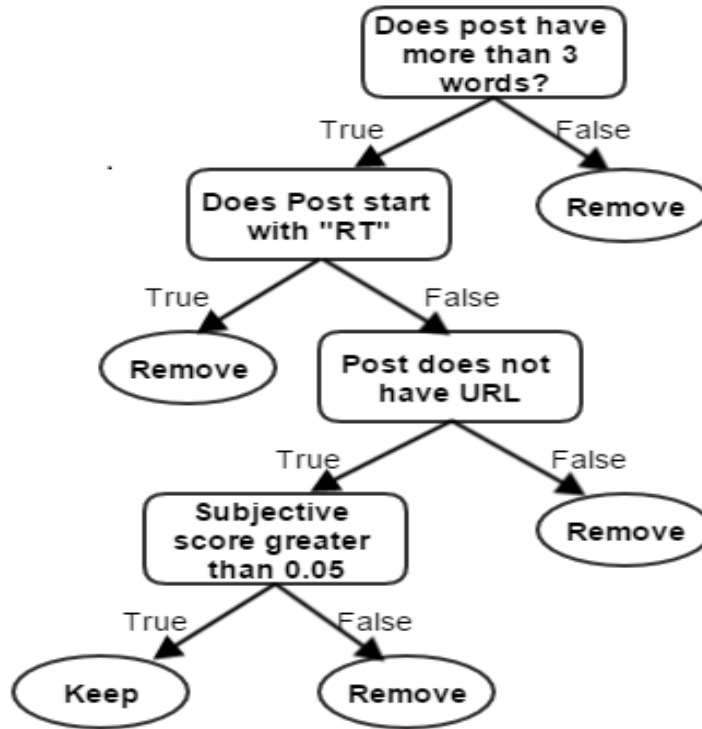 Does post have
more than 3
words?
True
False
Does Post start
with "RT"
Remove
True
False
Remove
Post does not
have URL
True
False
Subjective
score greater
than 0.05
Remove
True
False
Keep
Remove